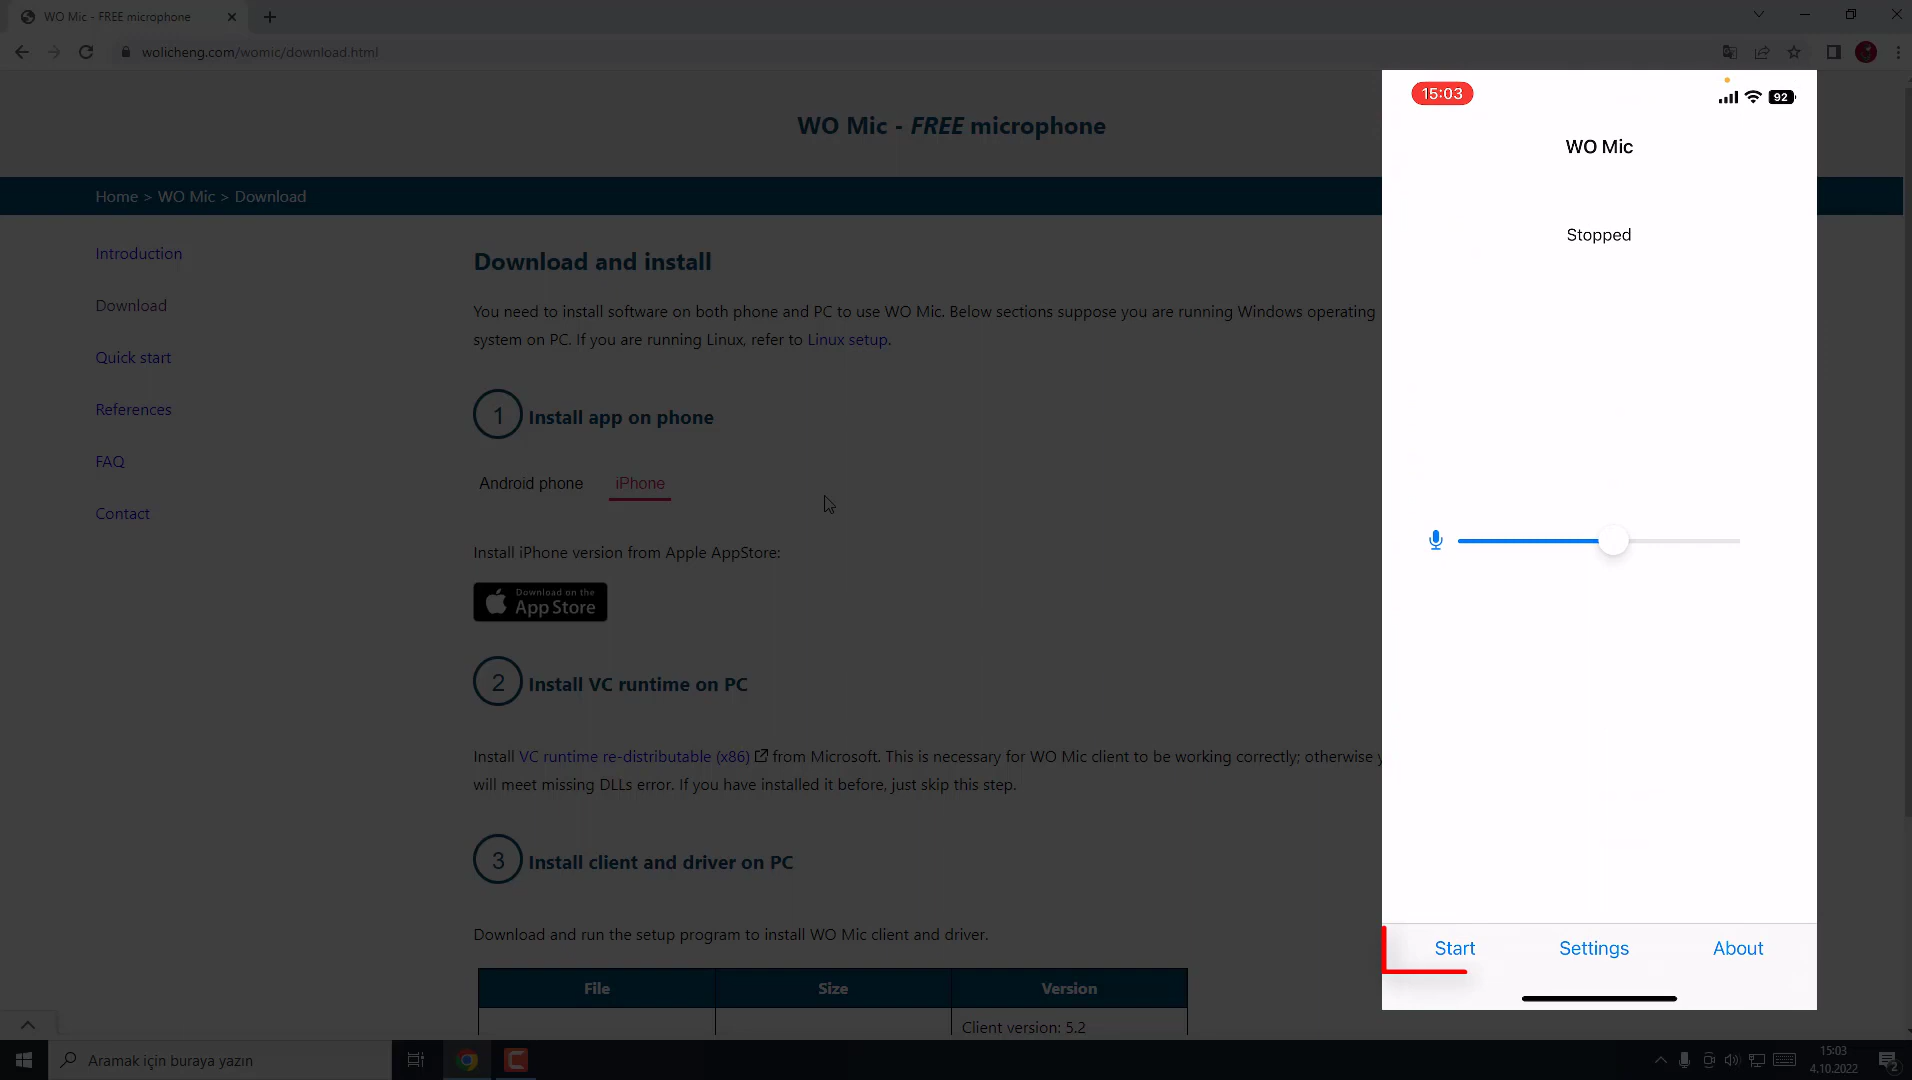 WO Mic - FREE microphone
wolicheng.com/womic/download.html
WO Mic - FREE microphone
Home > WO Mic > Download
Introduction
Download
Quick start
References
FAQ
Contact
Download and install
You need to install software on both phone and PC to use WO Mic. Below sections suppose you are running Windows operating
system on PC. If you are running Linux, refer to Linux setup.
1 Install app on phone
Android phone iPhone
Install iPhone version from Apple AppStore:
Download on the
App Store
2 Install VC runtime on PC
Install VC runtime re-distributable (x86) from Microsoft. This is necessary for WO Mic client to be working correctly; otherwise
will meet missing DLLs error. If you have installed it before, just skip this step.
3 Install client and driver on PC
Download and run the setup program to install WO Mic client and driver.
File Size Version
Client version: 5.2
15:03
92
WO Mic
Stopped
Start Settings About
Aramak için buraya yazın
15:03
4.10.2022
2